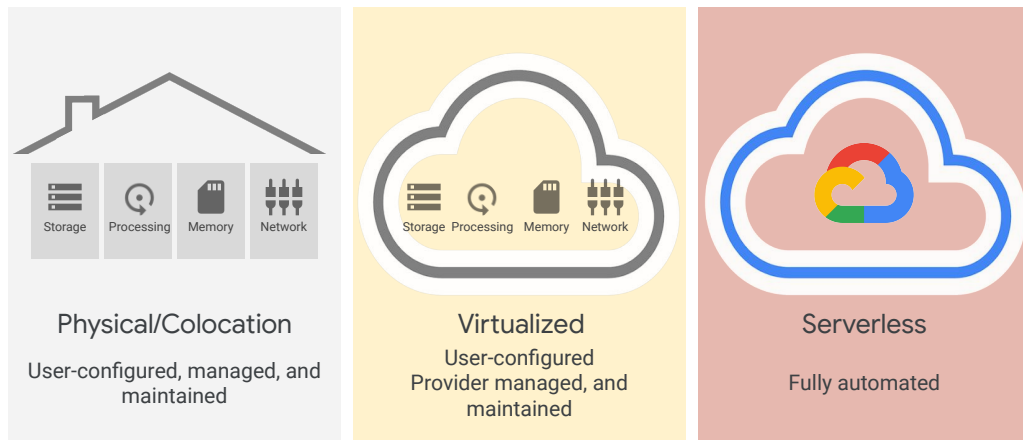 Storage
Processing
Memory
Network
Physical/Colocation
User-configured, managed, and
maintained
Storage
Processing
Memory
Network
Virtualized
User-configured
Provider managed, and
maintained
Serverless
Fully automated